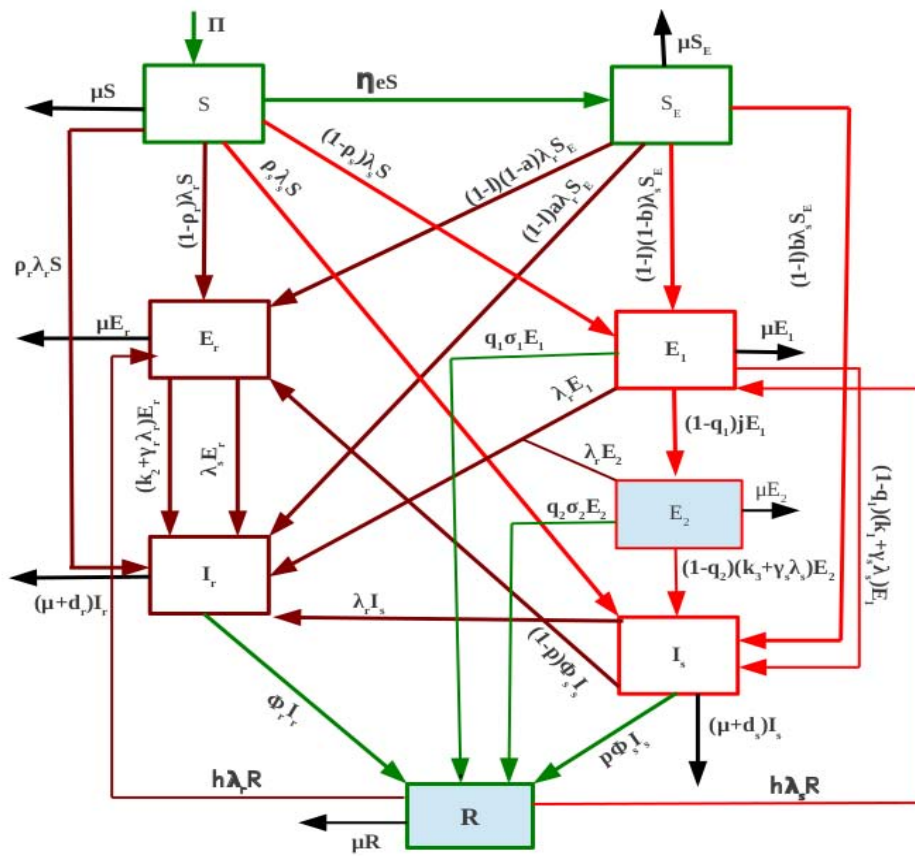 Π
μS_E
ηeS
μS
S
S_E
(1-ρ_s)λ_sS
ρ_sλ_sS
(1-l)(1-a)λ_rS_E
(1-l)aλ_rS_E
(1-ρ_r)λ_rS
(1-l)(1-b)λ_sS_E
(1-l)bλ_sS_E
ρ_rλ_rS
μE_r
E_r
q_1σ_1E_1
E_1
μE_1
λ_rE_1
(1-q_1)jE_1
(k_2+γ_rλ_r)E_r
λ_sE_r
λ_rE_2
q_2σ_2E_2
E_2
μE_2
(1-q_1)(k_1+γ_sλ_s)E_1
(1-q_2)(k_3+γ_sλ_s)E_2
I_r
(μ+d_r)I_r
λ_rI_s
I_s
(1-p)Φ_sI_s
Φ_rI_r
pΦ_sI_s
(μ+d_s)I_s
hλ_rR
hλ_sR
R
μR